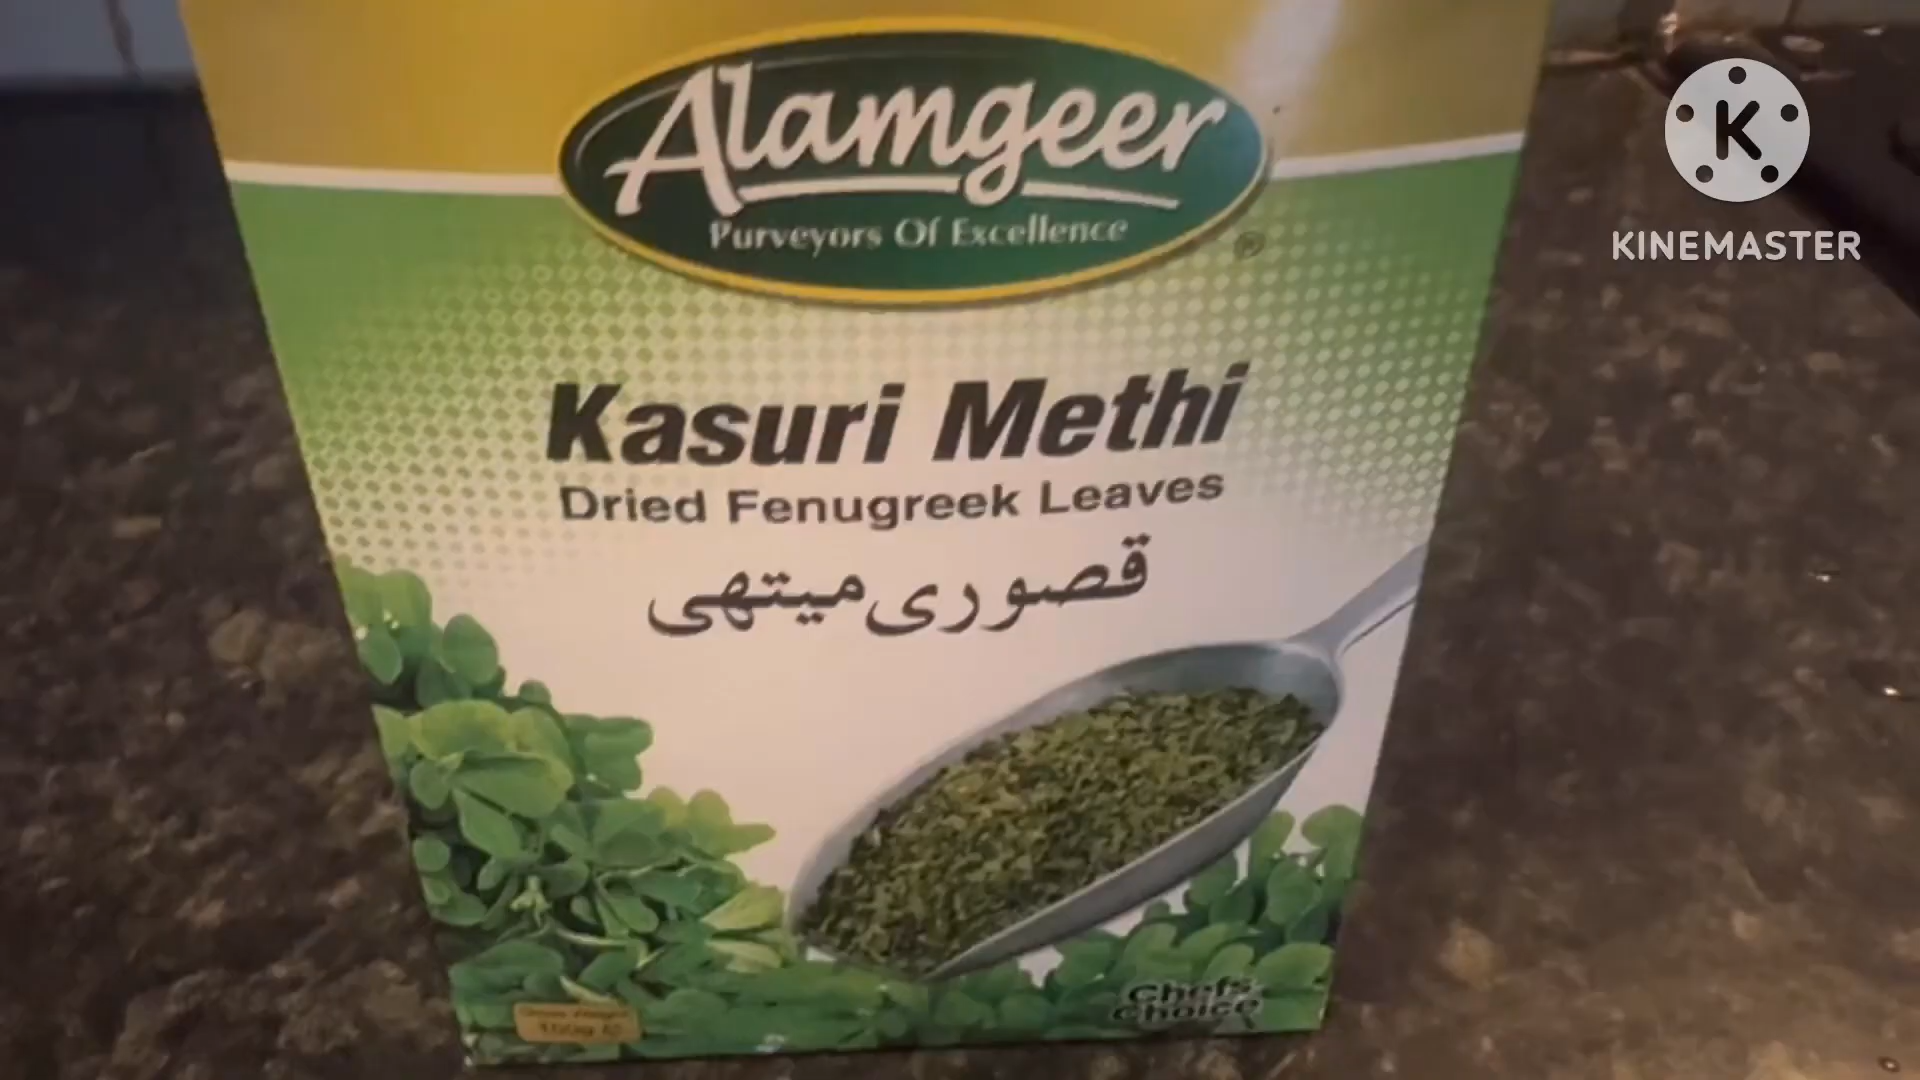 Alamgeer
Purveyors Of Excellence
®
K
KINEMASTER
Kasuri Methi
Dried Fenugreek Leaves
قصوری میتھی
Chefs
Choice